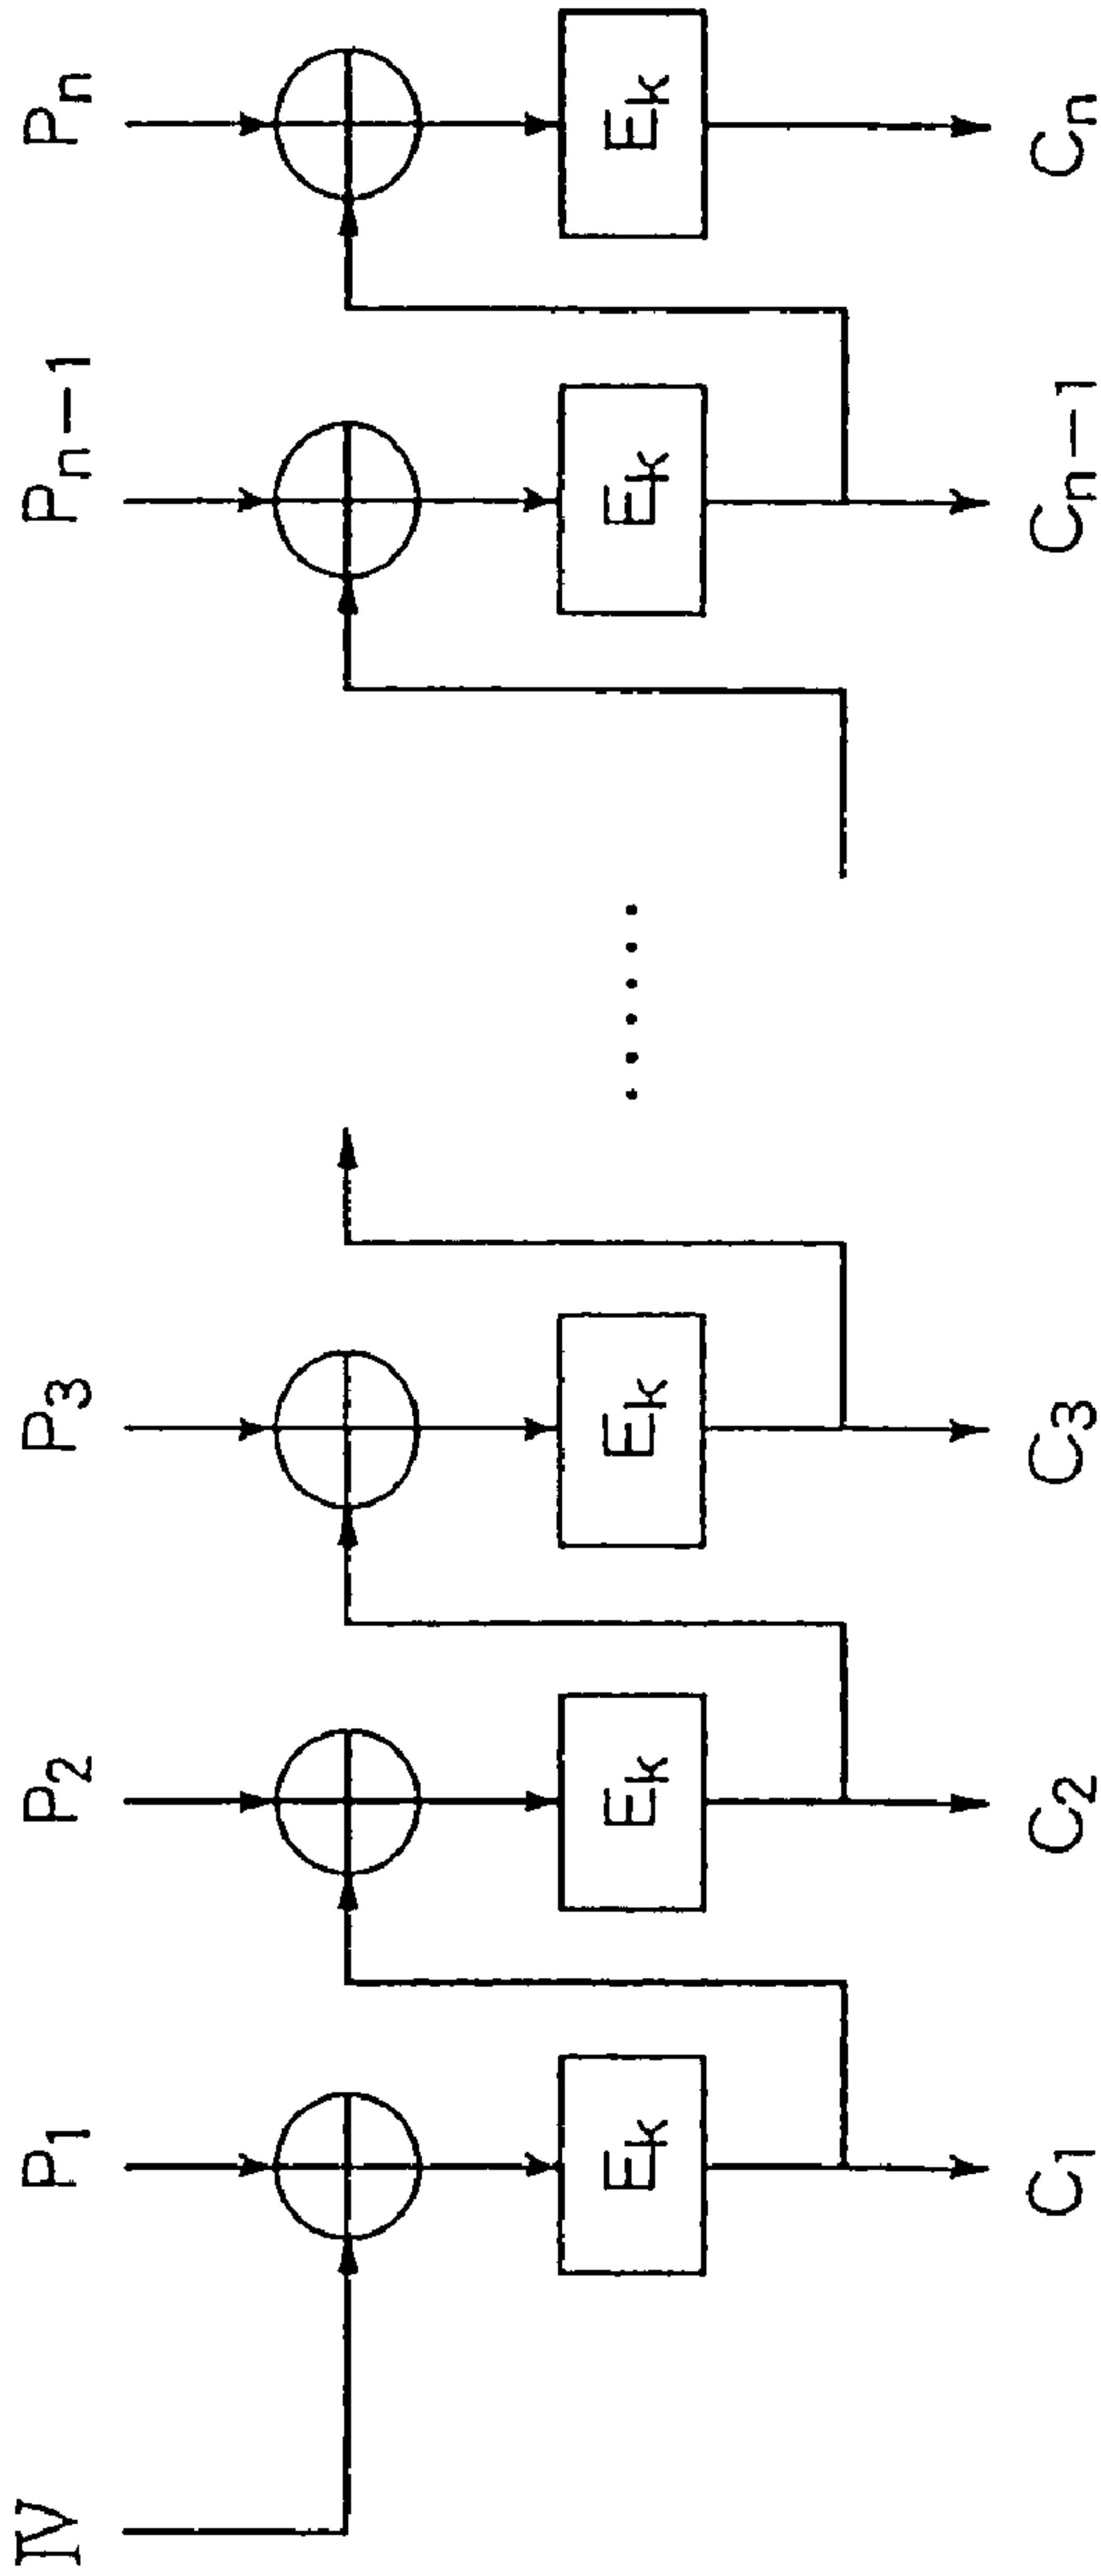 IV P₁ P₂ P₃ Pₙ₋₁ Pₙ
Eₖ Eₖ Eₖ ...... Eₖ Eₖ
C₁ C₂ C₃ Cₙ₋₁ Cₙ